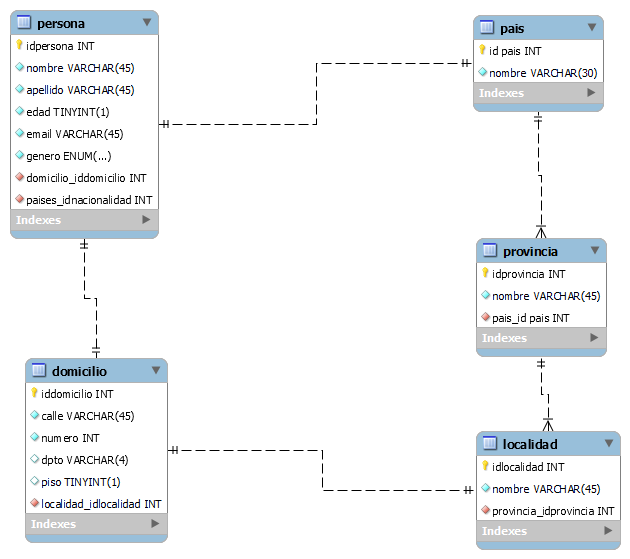 persona
idpersona INT
nombre VARCHAR(45)
apellido VARCHAR(45)
edad TINYINT(1)
email VARCHAR(45)
genero ENUM(...)
domicilio_iddomicilio INT
paises_idnacionalidad INT
Indexes
pais
id pais INT
nombre VARCHAR(30)
Indexes
provincia
idprovincia INT
nombre VARCHAR(45)
pais_id pais INT
Indexes
domicilio
iddomicilio INT
calle VARCHAR(45)
numero INT
dpto VARCHAR(4)
piso TINYINT(1)
localidad_idlocalidad INT
Indexes
localidad
idlocalidad INT
nombre VARCHAR(45)
provincia_idprovincia INT
Indexes